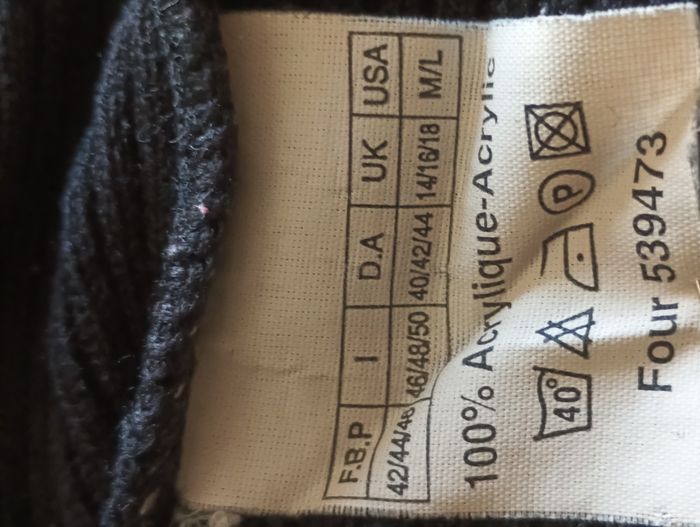 F.B.P I D.A UK USA
42/44/46 46/48/50 40/42/44 14/16/18 M/L
100% Acrylique-Acrylic
40° P
Four 539473